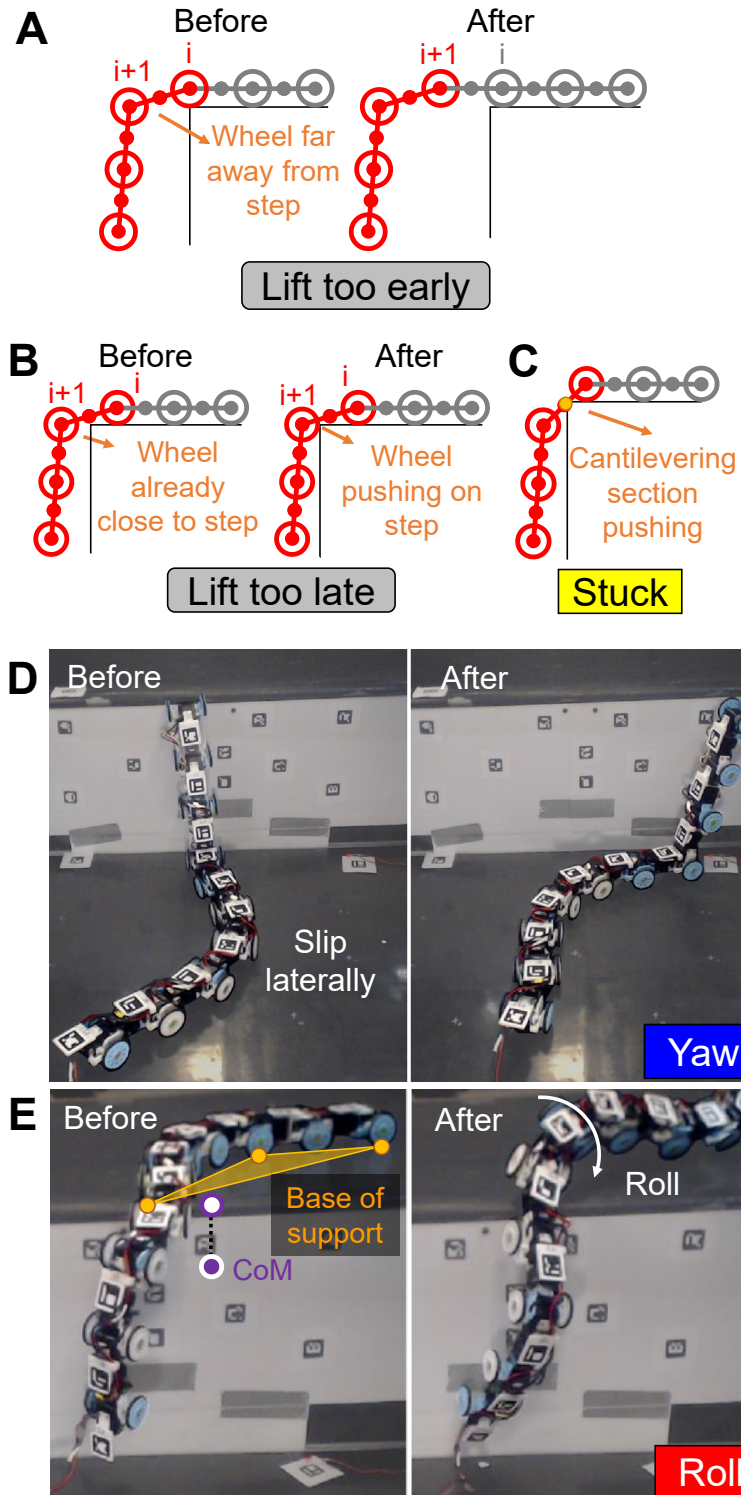 A
Before
After
i
i+1
i+1
i
Wheel far
away from
step
Lift too early
B
Before
After
C
i+1
i
i+1
i
Wheel
already
close to step
Wheel
pushing on
step
Cantilevering
section
pushing
Lift too late
Stuck
D
Before
After
Slip
laterally
Yaw
E
Before
After
Roll
Base of
support
CoM
Roll